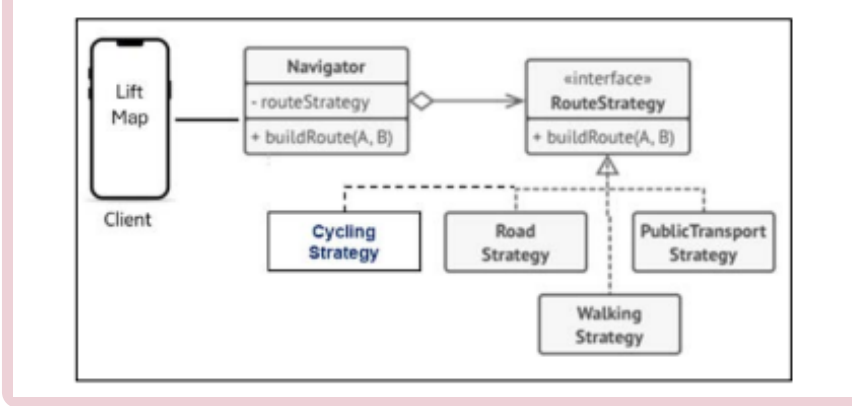 Lift
Map
Client
Navigator
- routeStrategy
+ buildRoute(A, B)
«interface»
RouteStrategy
+ buildRoute(A, B)
Cycling
Strategy
Road
Strategy
PublicTransport
Strategy
Walking
Strategy